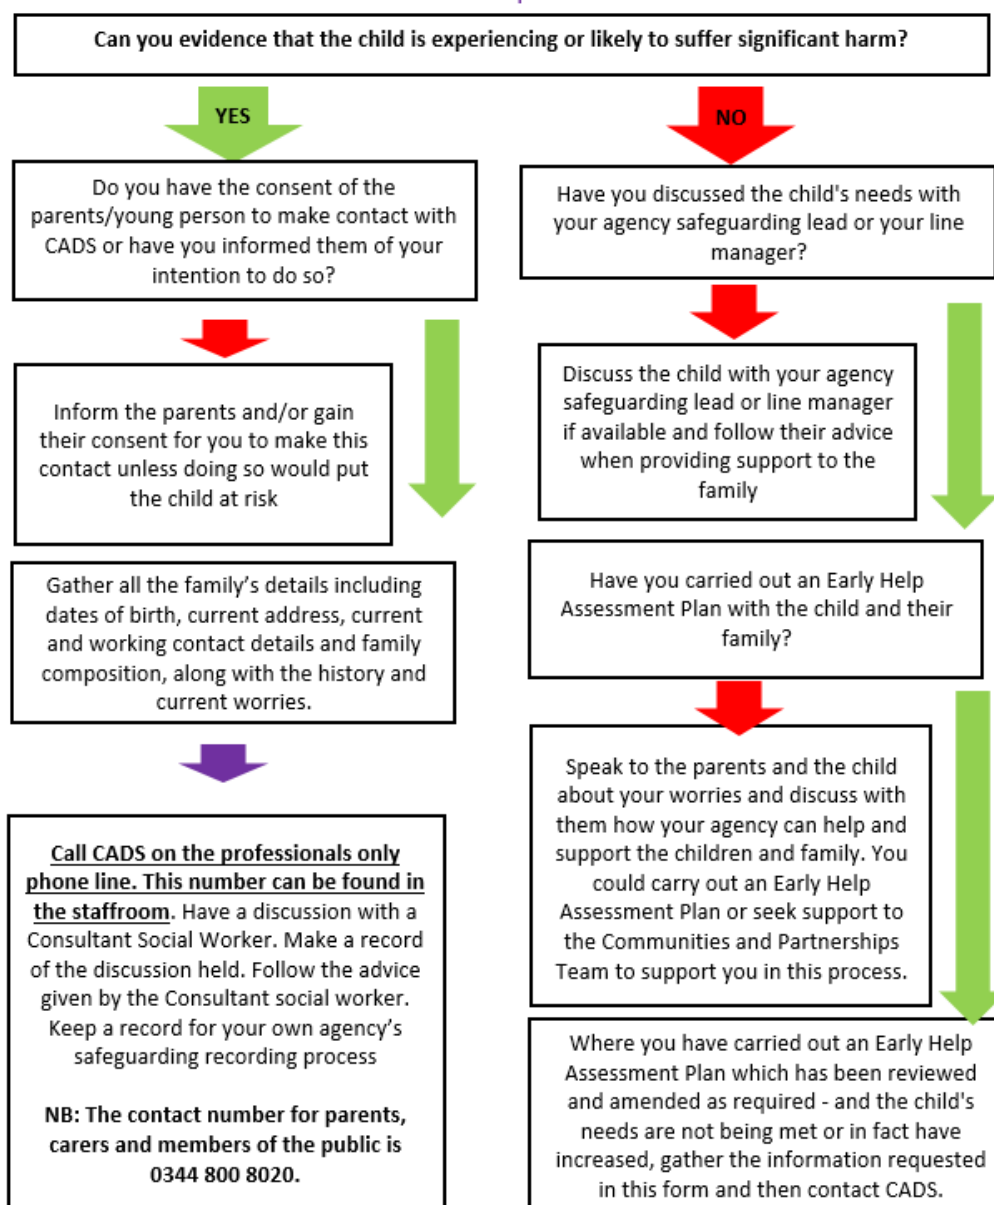 Can you evidence that the child is experiencing or likely to suffer significant harm?
YES
NO
Do you have the consent of the
parents/young person to make contact with
CADS or have you informed them of your
intention to do so?
Have you discussed the child's needs with
your agency safeguarding lead or your line
manager?
Inform the parents and/or gain
their consent for you to make this
contact unless doing so would put
the child at risk
Discuss the child with your agency
safeguarding lead or line manager
if available and follow their advice
when providing support to the
family
Gather all the family’s details including
dates of birth, current address, current
and working contact details and family
composition, along with the history and
current worries.
Have you carried out an Early Help
Assessment Plan with the child and their
family?
Call CADS on the professionals only
phone line. This number can be found in
the staffroom. Have a discussion with a
Consultant Social Worker. Make a record
of the discussion held. Follow the advice
given by the Consultant social worker.
Keep a record for your own agency’s
safeguarding recording process
NB: The contact number for parents,
carers and members of the public is
0344 800 8020.
Speak to the parents and the child
about your worries and discuss with
them how your agency can help and
support the children and family. You
could carry out an Early Help
Assessment Plan or seek support to
the Communities and Partnerships
Team to support you in this process.
Where you have carried out an Early Help
Assessment Plan which has been reviewed
and amended as required - and the child's
needs are not being met or in fact have
increased, gather the information requested
in this form and then contact CADS.